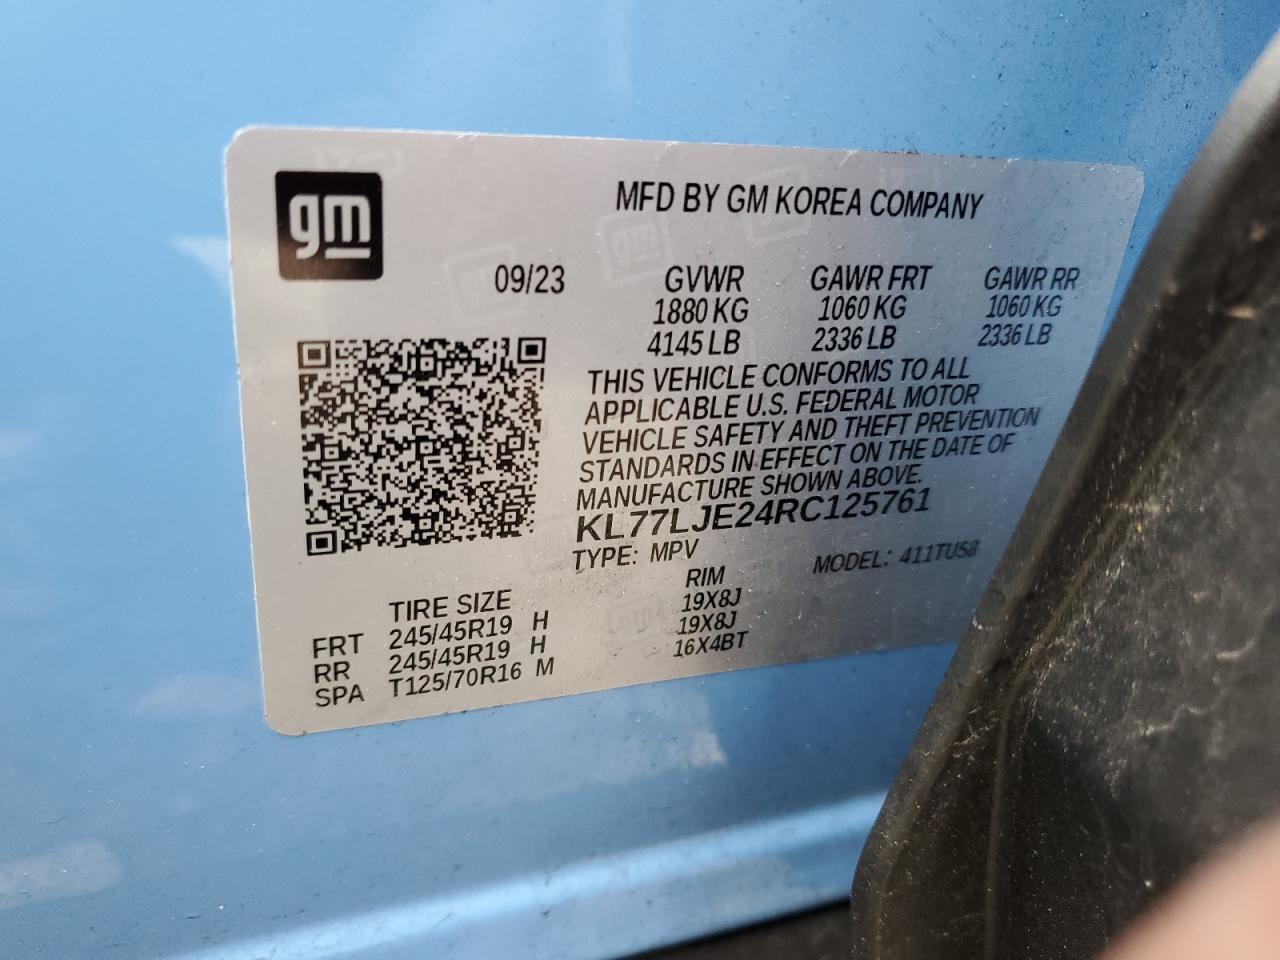 gm
MFD BY GM KOREA COMPANY
09/23 GVWR GAWR FRT GAWR RR
1880 KG 1060 KG 1060 KG
4145 LB 2336 LB 2336 LB
THIS VEHICLE CONFORMS TO ALL
APPLICABLE U.S. FEDERAL MOTOR
VEHICLE SAFETY AND THEFT PREVENTION
STANDARDS IN EFFECT ON THE DATE OF
MANUFACTURE SHOWN ABOVE.
KL77LJE24RC125761
TYPE: MPV MODEL: 411TU58
TIRE SIZE RIM
FRT 245/45R19 H 19X8J
RR 245/45R19 H 19X8J
SPA T125/70R16 M 16X4BT